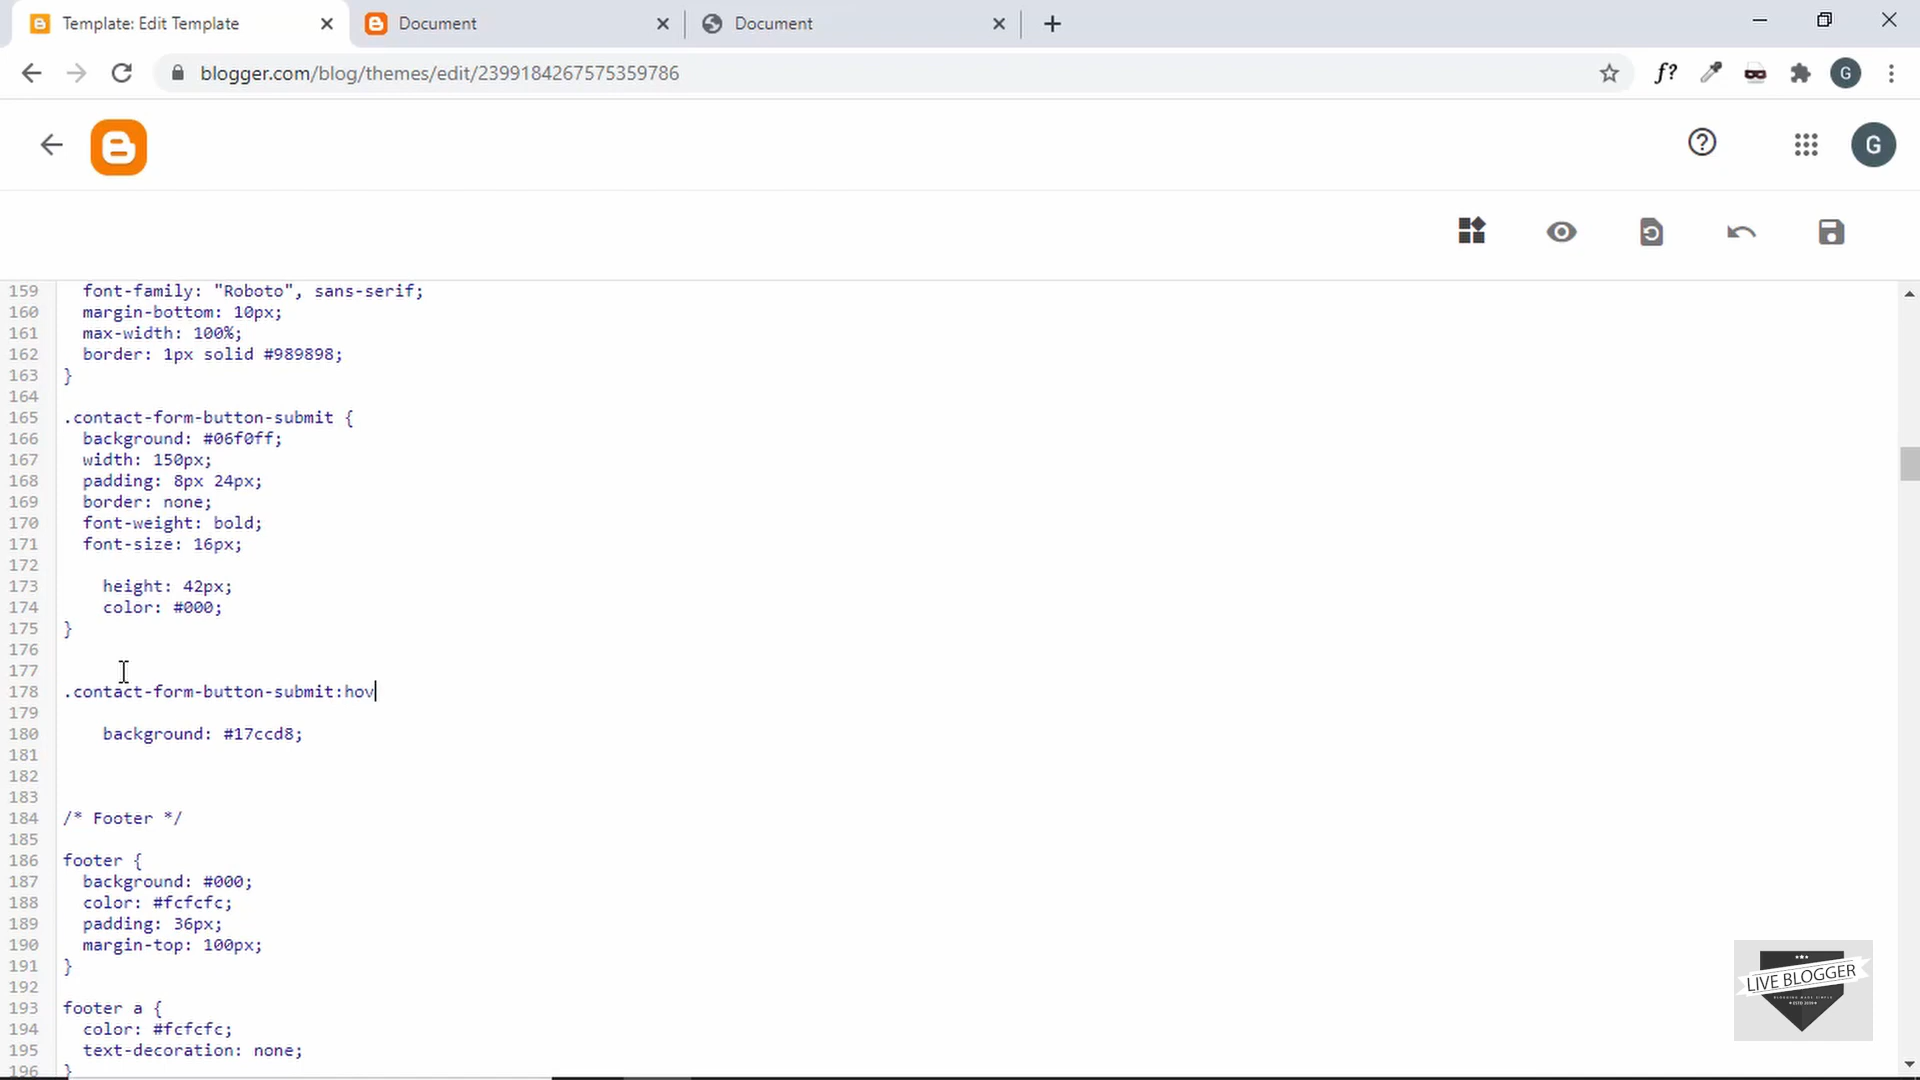 Template: Edit Template
Document
Document
blogger.com/blog/themes/edit/2399184267575359786
f?
G
G
159 font-family: "Roboto", sans-serif;
160 margin-bottom: 10px;
161 max-width: 100%;
162 border: 1px solid #989898;
163 }
164
165 .contact-form-button-submit {
166 background: #06f0ff;
167 width: 150px;
168 padding: 8px 24px;
169 border: none;
170 font-weight: bold;
171 font-size: 16px;
172
173 height: 42px;
174 color: #000;
175 }
176
177
178 .contact-form-button-submit:hov
179
180 background: #17ccd8;
181
182
183
184 /* Footer */
185
186 footer {
187 background: #000;
188 color: #fcfcfc;
189 padding: 36px;
190 margin-top: 100px;
191 }
192
193 footer a {
194 color: #fcfcfc;
195 text-decoration: none;
196 }
LIVE BLOGGER